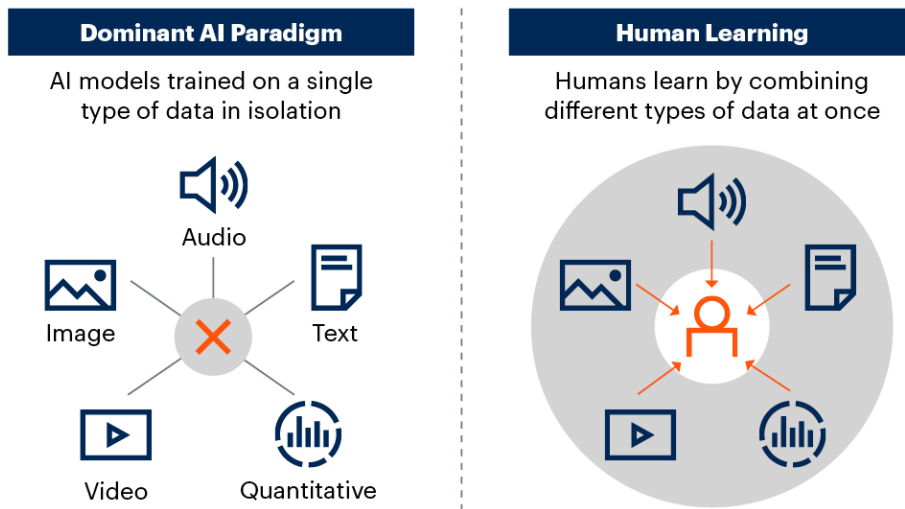 Dominant AI Paradigm
AI models trained on a single
type of data in isolation
Audio
Image
Text
Video
Quantitative
Human Learning
Humans learn by combining
different types of data at once